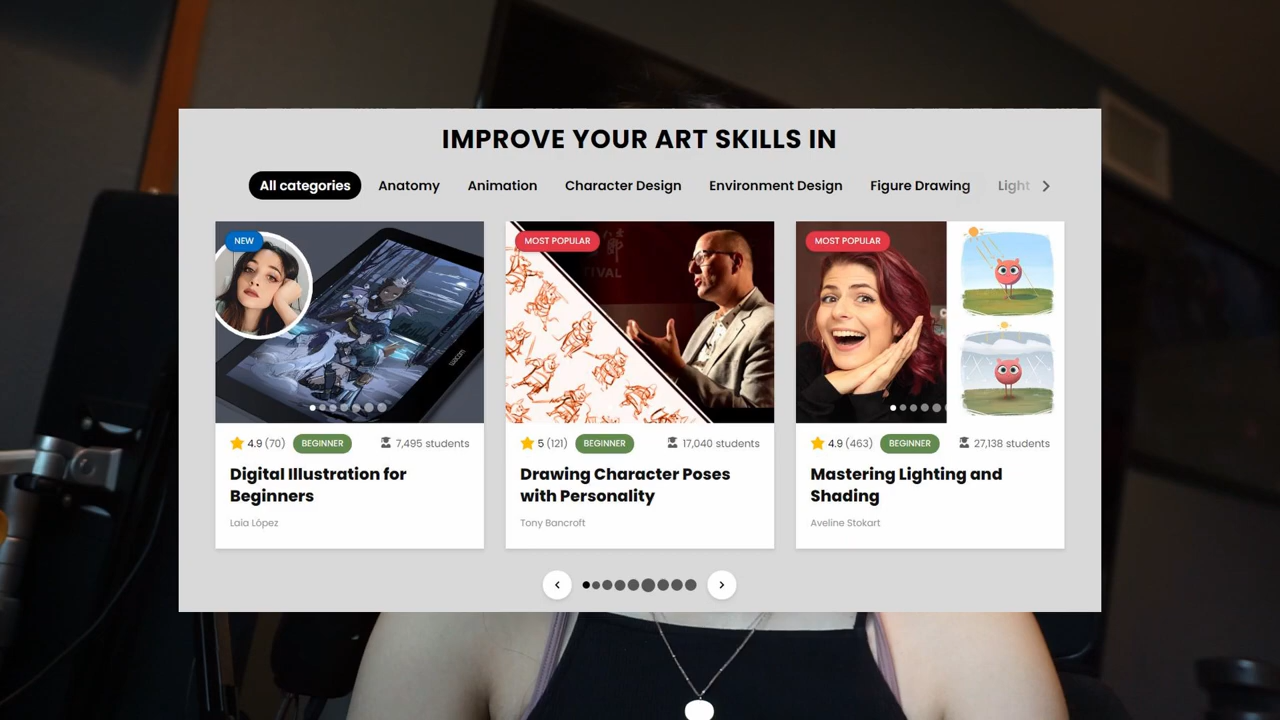 IMPROVE YOUR ART SKILLS IN
All categories Anatomy Animation Character Design Environment Design Figure Drawing Light
NEW
wacom
MOST POPULAR
TIVAL
MOST POPULAR
4.9 (70) BEGINNER 7,495 students
Digital Illustration for
Beginners
Laia López
5 (121) BEGINNER 17,040 students
Drawing Character Poses
with Personality
Tony Bancroft
4.9 (463) BEGINNER 27,138 students
Mastering Lighting and
Shading
Aveline Stokart